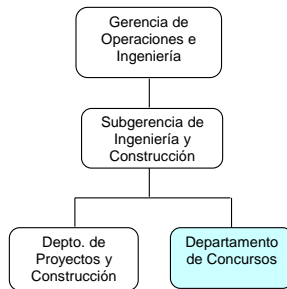 Gerencia de
Operaciones e
Ingeniería
Subgerencia de
Ingeniería y
Construcción
Depto. de
Proyectos y
Construcción
Departamento
de Concursos